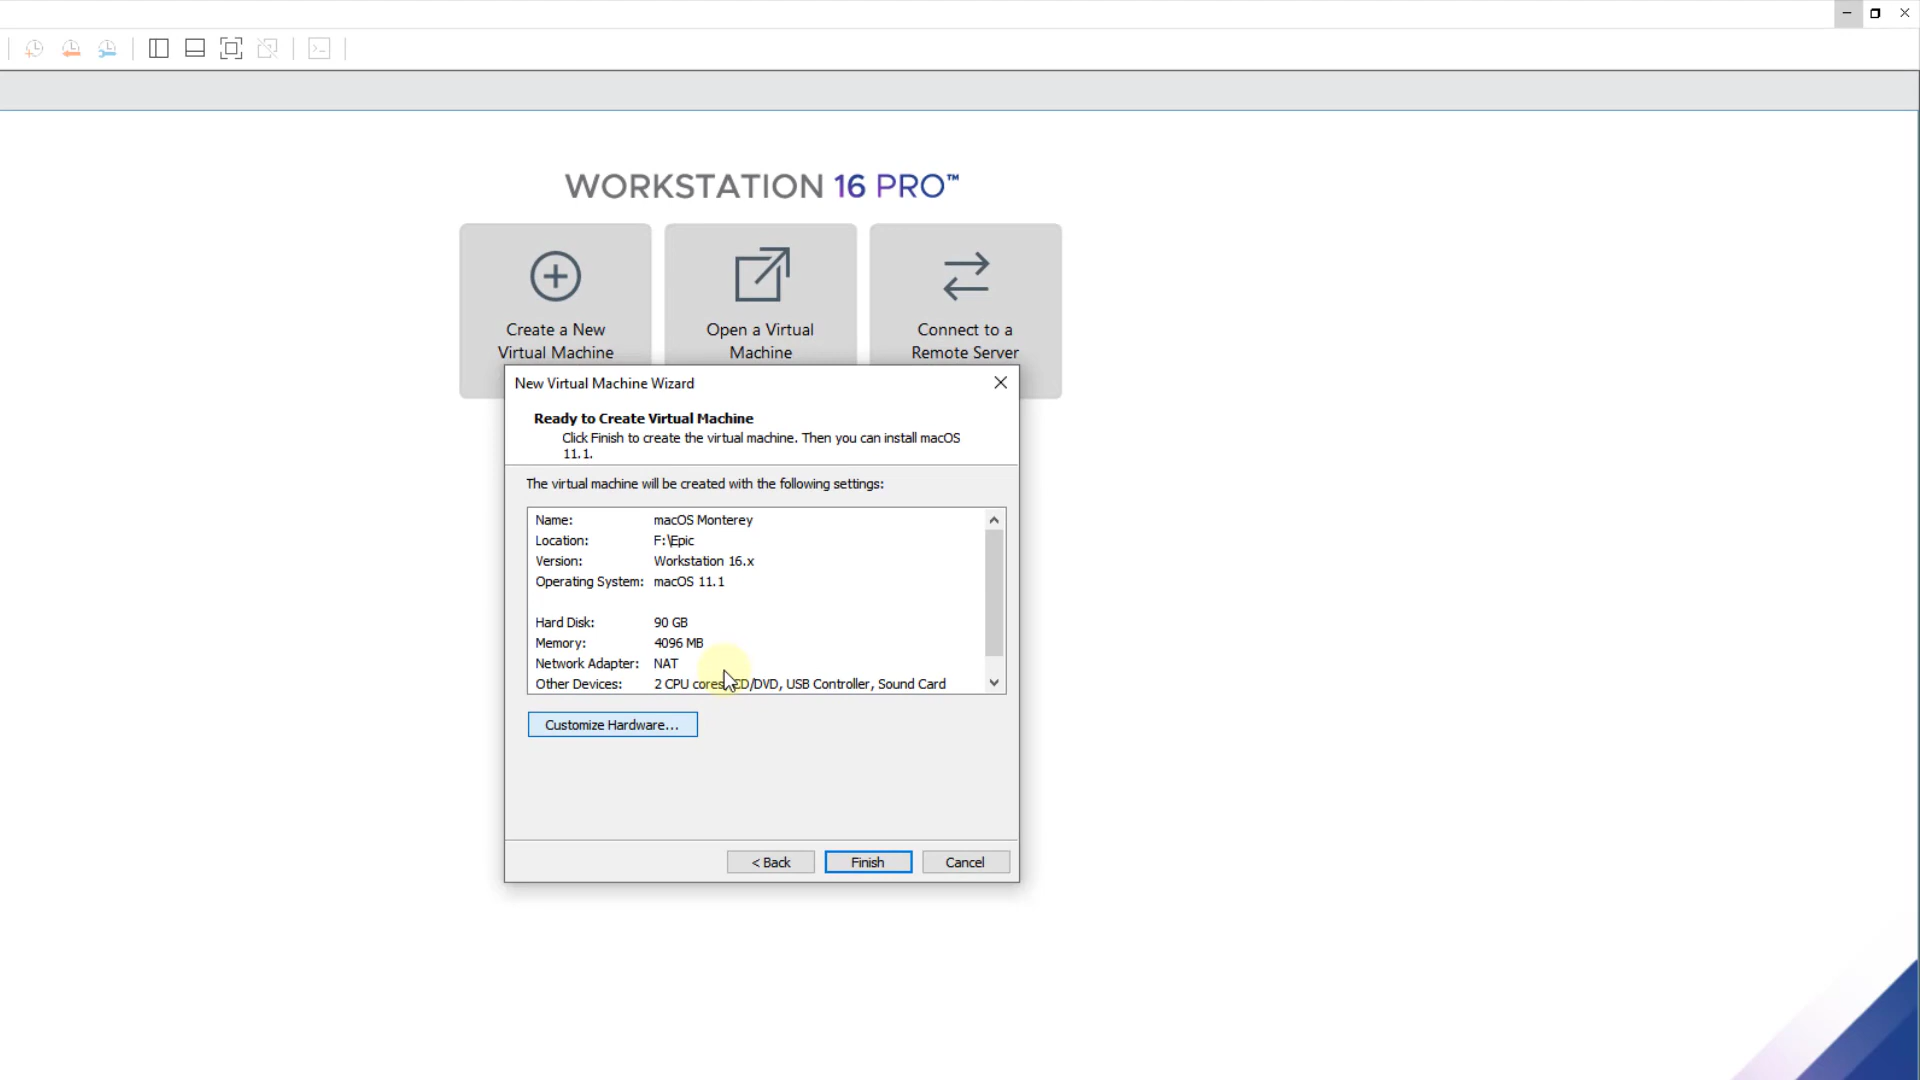 WORKSTATION 16 PRO™
Create a New
Virtual Machine
Open a Virtual
Machine
Connect to a
Remote Server
New Virtual Machine Wizard
Ready to Create Virtual Machine
Click Finish to create the virtual machine. Then you can install macOS
11.1.
The virtual machine will be created with the following settings:
Name: macOS Monterey
Location: F:\Epic
Version: Workstation 16.x
Operating System: macOS 11.1
Hard Disk: 90 GB
Memory: 4096 MB
Network Adapter: NAT
Other Devices: 2 CPU cores, CD/DVD, USB Controller, Sound Card
Customize Hardware...
< Back
Finish
Cancel